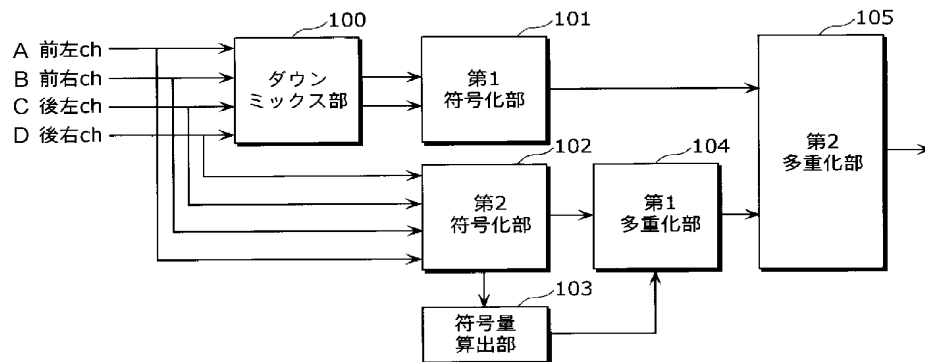 100
101
105
A 前左ch
B 前右ch
C 後左ch
D 後右ch
ダウン
ミックス部
第1
符号化部
第2
多重化部
102
104
第2
符号化部
第1
多重化部
103
符号量
算出部